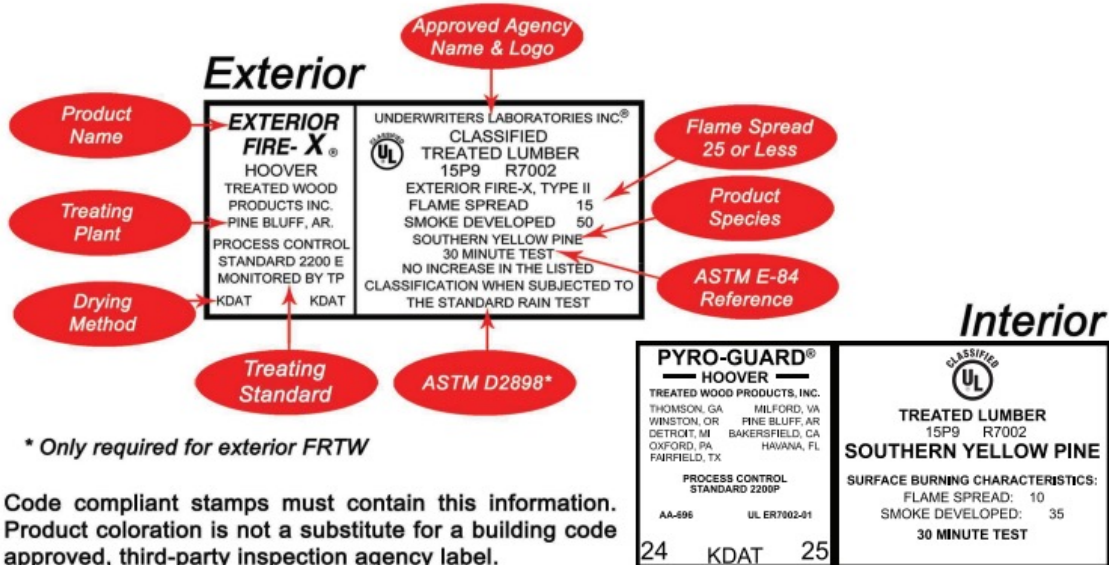 Approved Agency
Name & Logo
Exterior
Product
Name
Treating
Plant
Drying
Method
EXTERIOR
FIRE- X ®
HOOVER
TREATED WOOD
PRODUCTS INC.
PINE BLUFF, AR.
PROCESS CONTROL
STANDARD 2200 E
MONITORED BY TP
KDAT KDAT
UNDERWRITERS LABORATORIES INC.®
CLASSIFIED
UL
CLASSIFIED
TREATED LUMBER
15P9 R7002
EXTERIOR FIRE-X, TYPE II
FLAME SPREAD 15
SMOKE DEVELOPED 50
SOUTHERN YELLOW PINE
30 MINUTE TEST
NO INCREASE IN THE LISTED
CLASSIFICATION WHEN SUBJECTED TO
THE STANDARD RAIN TEST
Flame Spread
25 or Less
Product
Species
ASTM E-84
Reference
Treating
Standard
ASTM D2898*
* Only required for exterior FRTW
Code compliant stamps must contain this information.
Product coloration is not a substitute for a building code
approved, third-party inspection agency label.
Interior
PYRO-GUARD®
HOOVER
TREATED WOOD PRODUCTS, INC.
THOMSON, GA MILFORD, VA
WINSTON, OR PINE BLUFF, AR
DETROIT, MI BAKERSFIELD, CA
OXFORD, PA HAVANA, FL
FAIRFIELD, TX
PROCESS CONTROL
STANDARD 2200P
AA-696 UL ER7002-01
24 KDAT 25
CLASSIFIED
UL
TREATED LUMBER
15P9 R7002
SOUTHERN YELLOW PINE
SURFACE BURNING CHARACTERISTICS:
FLAME SPREAD: 10
SMOKE DEVELOPED: 35
30 MINUTE TEST